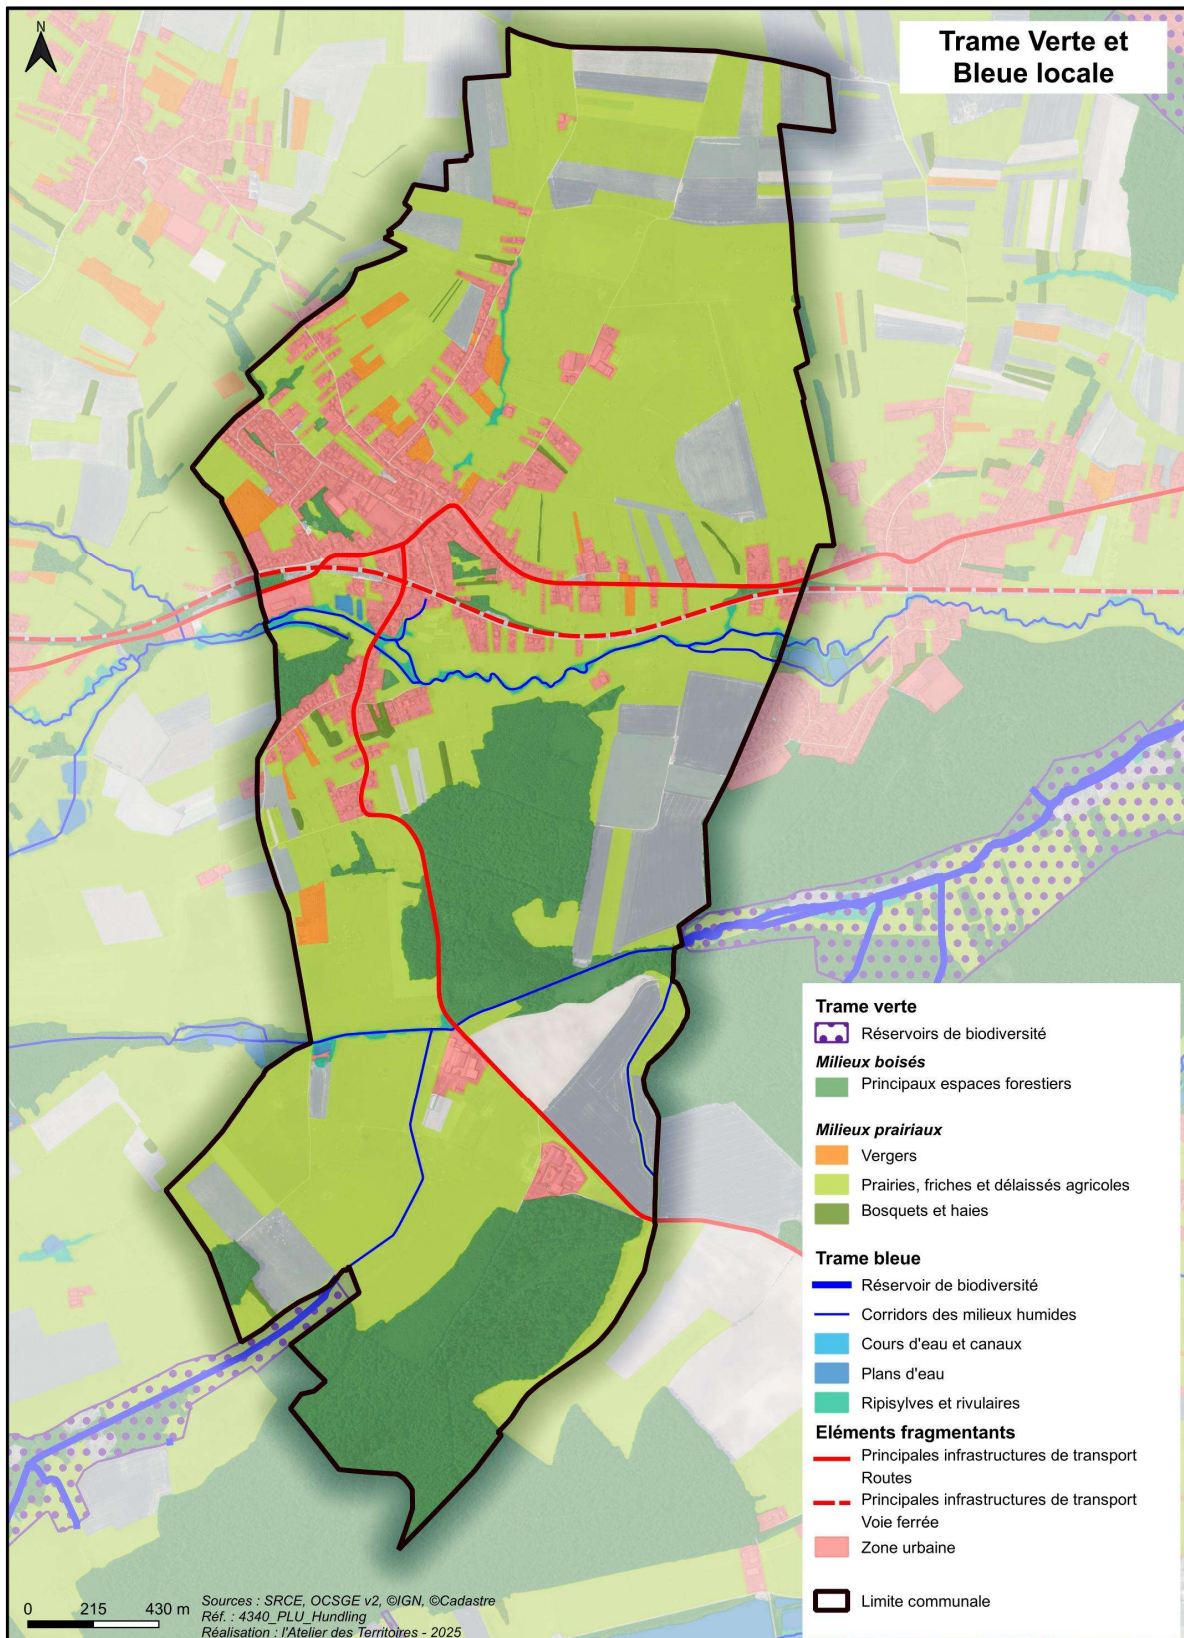 N
Trame Verte et
Bleue locale
Trame verte
Réservoirs de biodiversité
Milieux boisés
Principaux espaces forestiers
Milieux prairiaux
Vergers
Prairies, friches et délaissés agricoles
Bosquets et haies
Trame bleue
Réservoir de biodiversité
Corridors des milieux humides
Cours d'eau et canaux
Plans d'eau
Ripisylves et rivulaires
Eléments fragmentants
Principales infrastructures de transport
Routes
Principales infrastructures de transport
Voie ferrée
Zone urbaine
Limite communale
0 215 430 m
Sources : SRCE, OCSGE v2, ©IGN, ©Cadastre
Réf. : 4340_PLU_Hundling
Réalisation : l'Atelier des Territoires - 2025